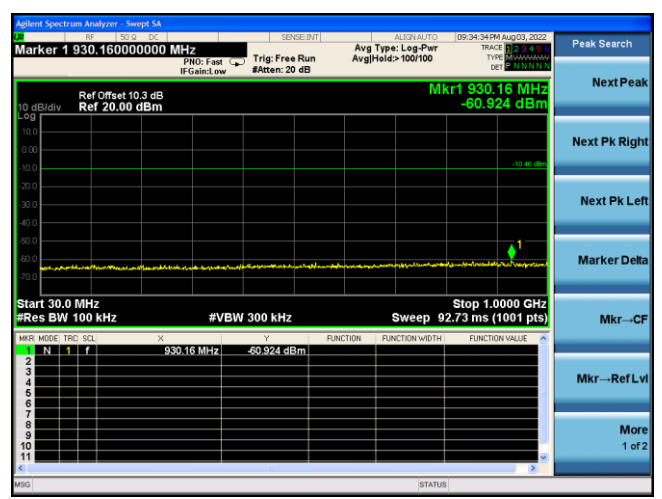 Agilent Spectrum Analyzer - Swept SA
RF 50 Ω DC SENSE:INT ALIGN AUTO 09:34:34 PM Aug 03, 2022
Marker 1 930.160000000 MHz
PNO: Fast
IFGain:Low
Trig: Free Run
#Atten: 20 dB
Avg Type: Log-Pwr
Avg|Hold:> 100/100
TRACE 1 2 3 4 5 6
TYPE M
DET P N N N N N
Peak Search
Next Peak
Next Pk Right
Next Pk Left
Marker Delta
Mkr→CF
Mkr→Ref Lvl
More
1 of 2
Mkr1 930.16 MHz
-60.924 dBm
Ref Offset 10.3 dB
10 dB/div Ref 20.00 dBm
Log
10.0
0.00
-10.0
-10.46 dBm
-20.0
-30.0
-40.0
-50.0
1
-60.0
-70.0
Start 30.0 MHz Stop 1.0000 GHz
#Res BW 100 kHz #VBW 300 kHz Sweep 92.73 ms (1001 pts)
MKR MODE TRC SCL X Y FUNCTION FUNCTION WIDTH FUNCTION VALUE
1 N 1 f 930.16 MHz -60.924 dBm
2
3
4
5
6
7
8
9
10
11
MSG STATUS